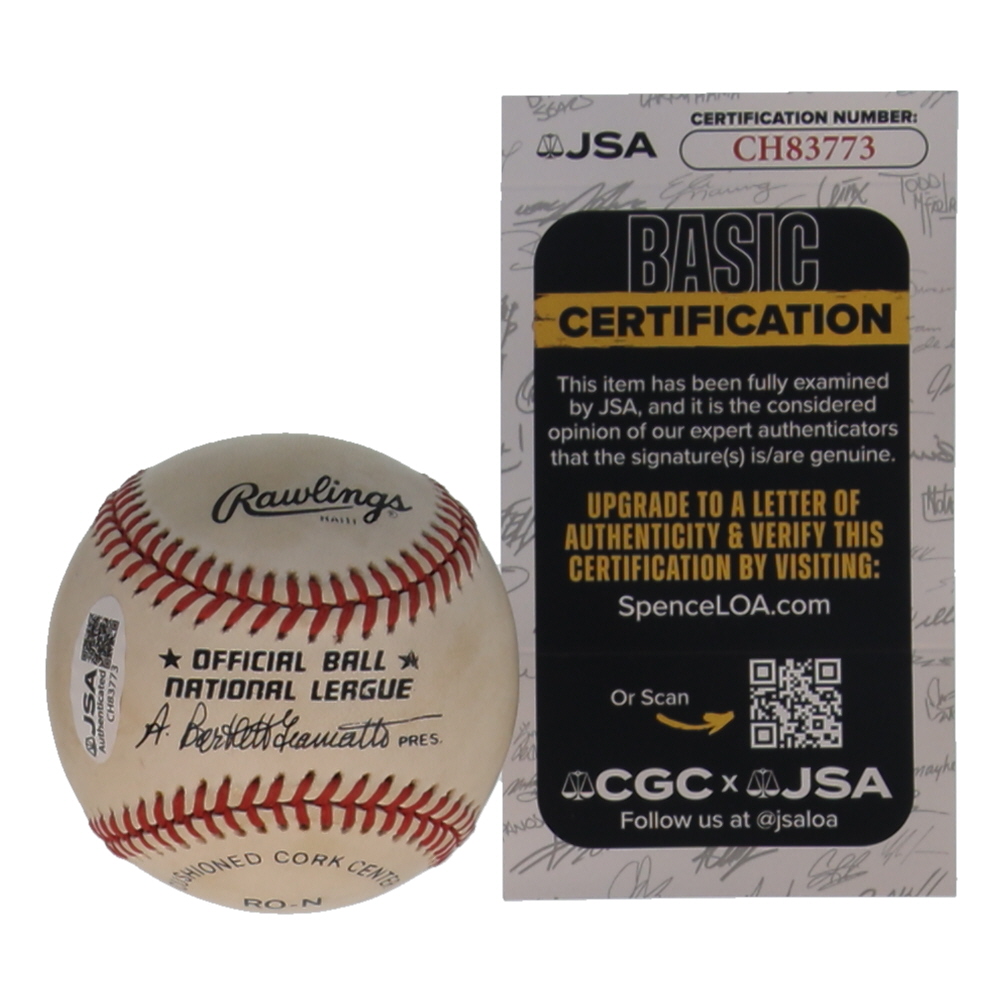 Rawlings
HAITI
★ OFFICIAL BALL ★
NATIONAL LEAGUE
A. Bartlett Giamatti PRES.
CUSHIONED CORK CENTE
RO-N
JSA
Authenticated
CH83773
JSA
CERTIFICATION NUMBER:
CH83773
BASIC
CERTIFICATION
This item has been fully examined
by JSA, and it is the considered
opinion of our expert authenticators
that the signature(s) is/are genuine.
UPGRADE TO A LETTER OF
AUTHENTICITY & VERIFY THIS
CERTIFICATION BY VISITING:
SpenceLOA.com
Or Scan
CGC x JSA
Follow us at @jsaloa